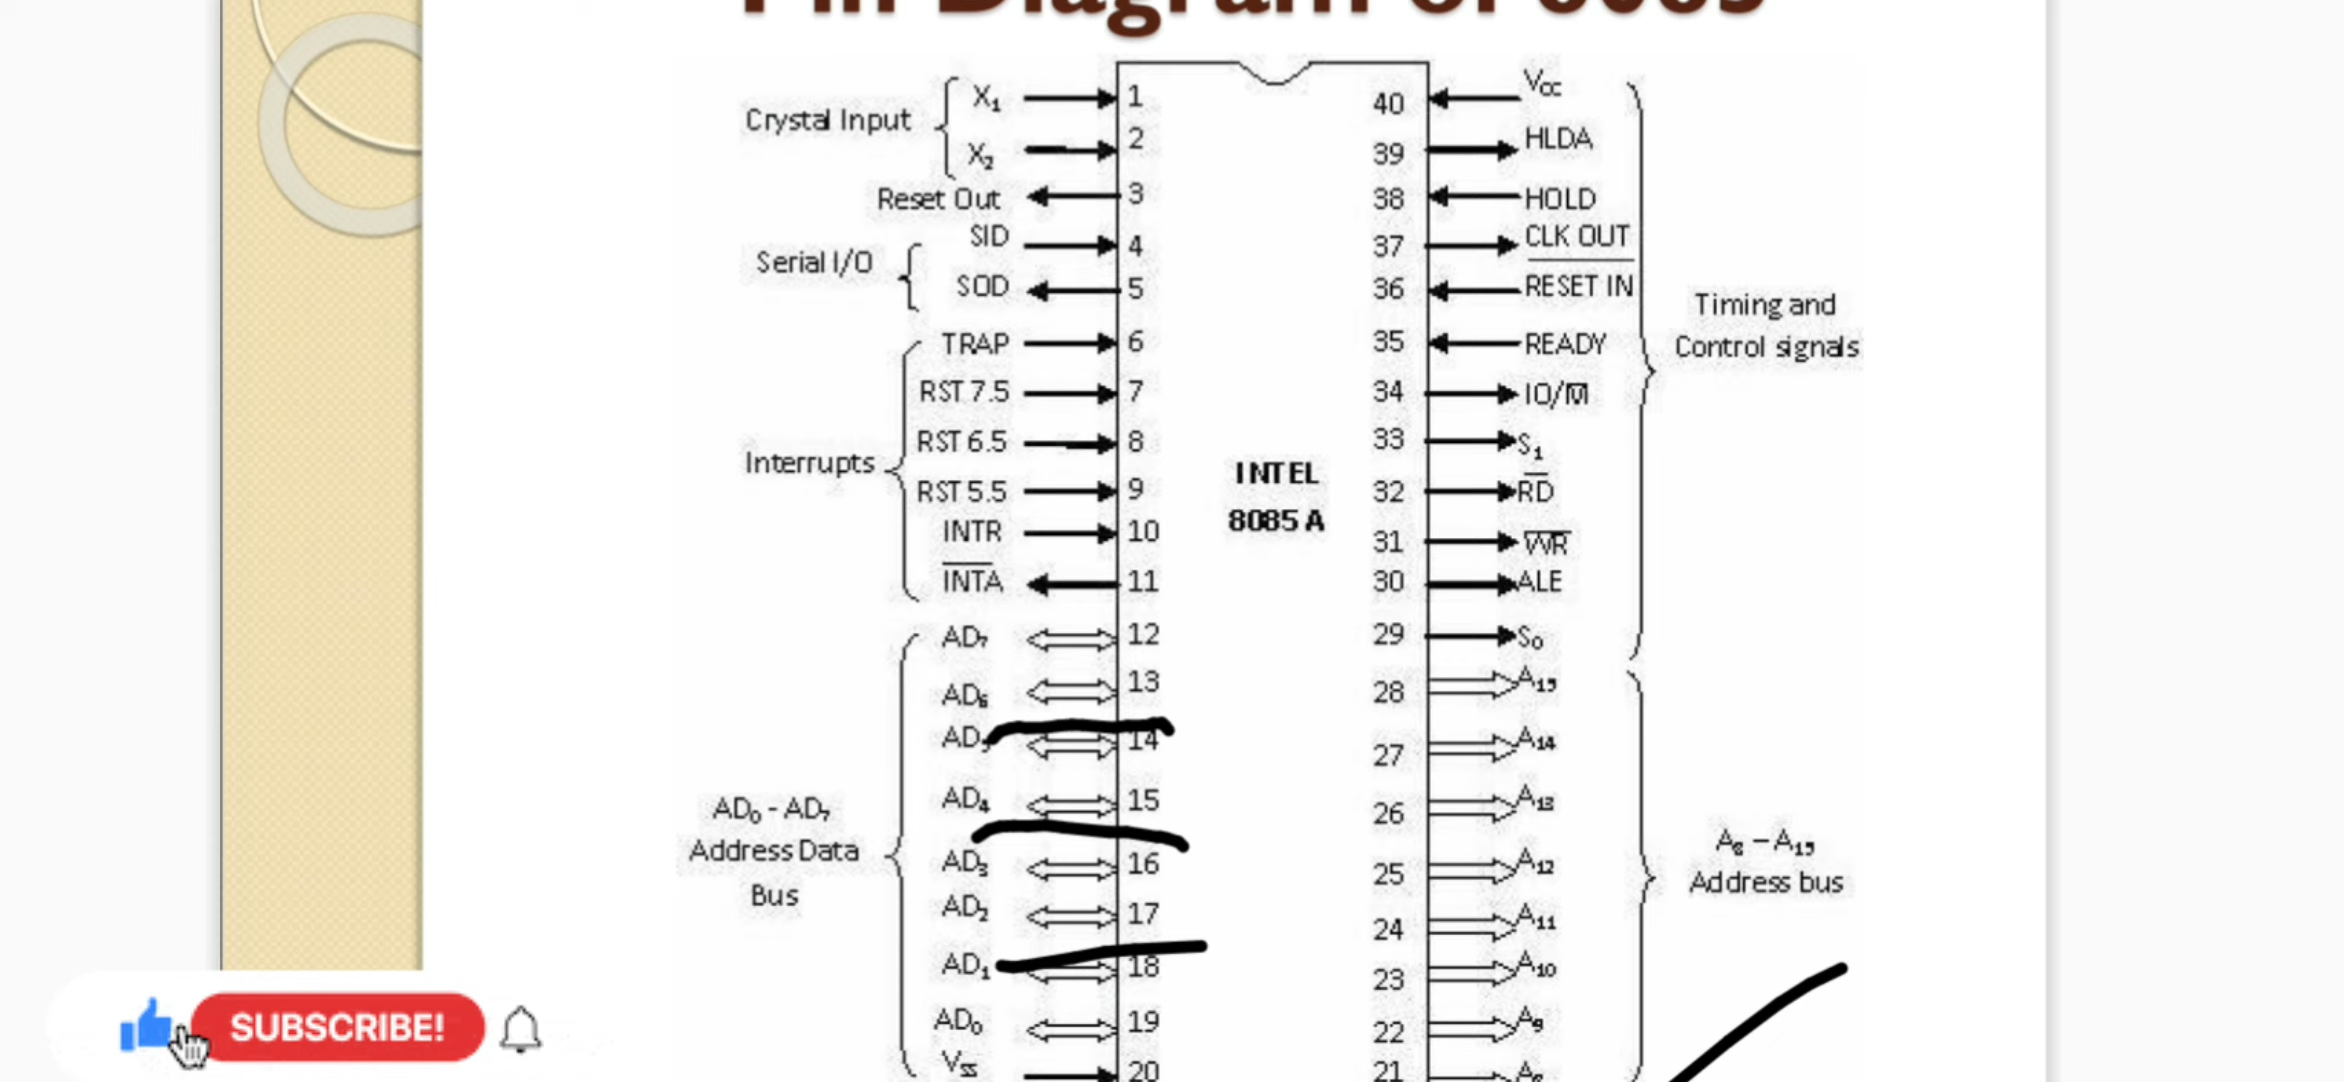 Pin Diagram of 8085
Crystal Input
X1
X2
Reset Out
Serial I/O
SID
SOD
Interrupts
TRAP
RST 7.5
RST 6.5
RST 5.5
INTR
INTA
AD0 - AD7
Address Data
Bus
AD7
AD6
AD
AD4
AD3
AD2
AD1
AD0
VSS
1
2
3
4
5
6
7
8
9
10
11
12
13
14
15
16
17
18
19
20
INTEL
8085 A
40
39
38
37
36
35
34
33
32
31
30
29
28
27
26
25
24
23
22
21
VCC
HLDA
HOLD
CLK OUT
RESET IN
READY
IO/M
S1
RD
WR
ALE
S0
A15
A14
A13
A12
A11
A10
A9
A8
Timing and
Control signals
A8 – A15
Address bus
SUBSCRIBE!